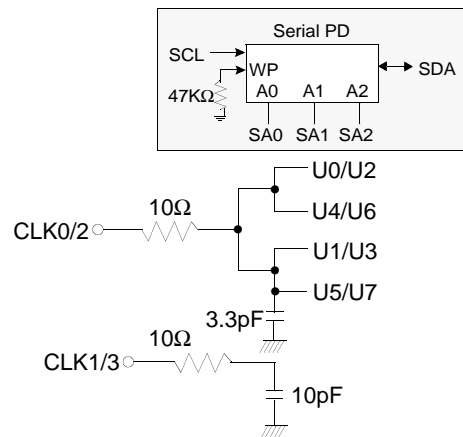 Serial PD
SCL
WP
SDA
47KΩ
A0 A1 A2
SA0 SA1 SA2
U0/U2
10Ω
U4/U6
CLK0/2
U1/U3
U5/U7
3.3pF
10Ω
CLK1/3
10pF